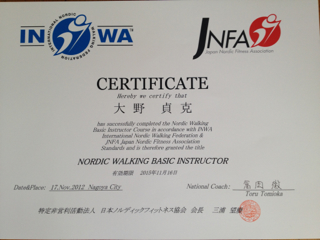 INWA
INTERNATIONAL NORDIC WALKING FEDERATION
JNFA
Japan Nordic Fitness Association
CERTIFICATE
Hereby we certify that
大野 貞克
has successfully completed the Nordic Walking
Basic Instructor Course in accordance with INWA
International Nordic Walking Federation &
JNFA Japan Nordic Fitness Association
Standards and is therefore granted the title
NORDIC WALKING BASIC INSTRUCTOR
有効期限 2015年11月16日
Date&Place: 17.Nov.2012 Nagoya City
National Coach:
Toru Tomioka
特定非営利活動法人 日本ノルディックフィットネス協会 会長 三浦 望慶